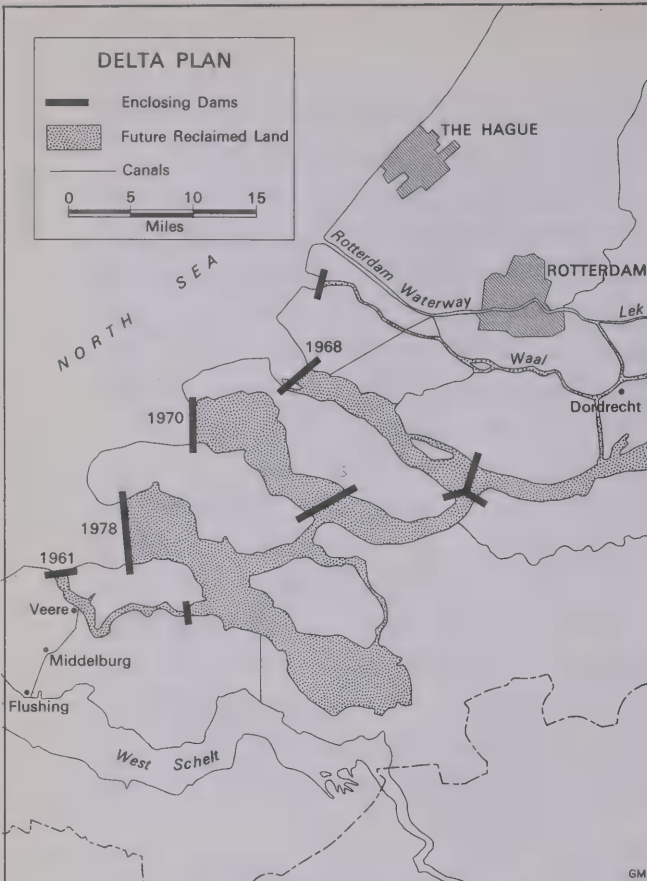 DELTA PLAN
Enclosing Dams
Future Reclaimed Land
Canals
0 5 10 15
Miles
THE HAGUE
NORTH SEA
Rotterdam Waterway
ROTTERDAM
Lek
1968
Waal
Dordrecht
1970
1978
1961
Veere
Middelburg
Flushing
West Schelt
GM